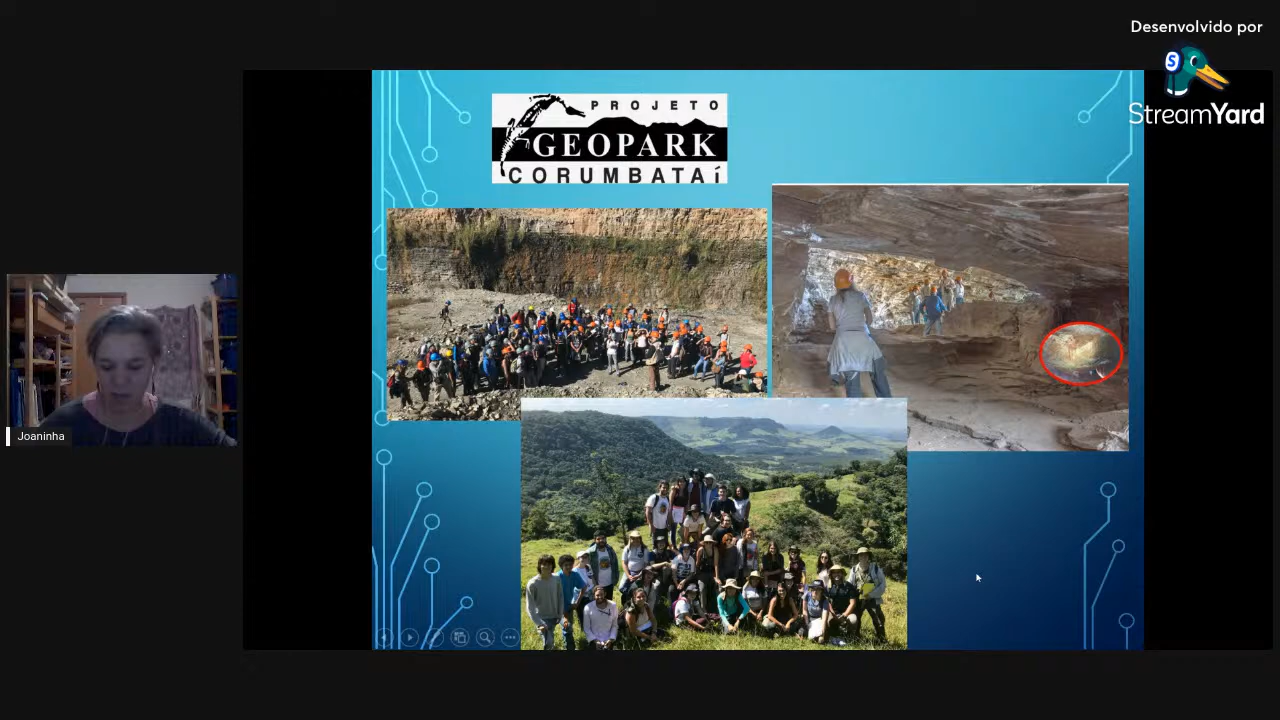 Desenvolvido por
StreamYard
PROJETO
GEOPARK
CORUMBATAÍ
Joaninha